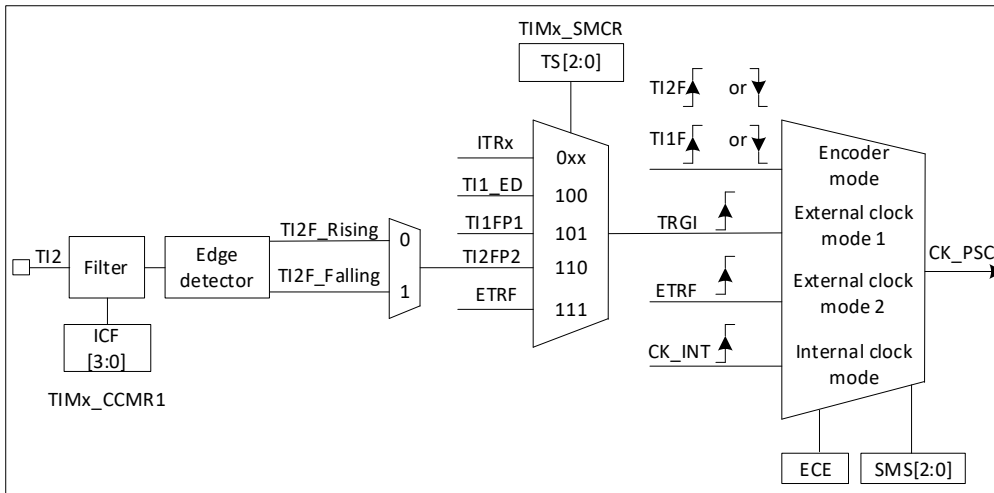 TIMx_SMCR
TS[2:0]
TI2F or
TI1F or
ITRx
0xx
Encoder
mode
TI1_ED
100
TI2F_Rising
0
TI1FP1
101
TRGI
External clock
mode 1
TI2
Filter
Edge
detector
TI2F_Falling
1
TI2FP2
110
CK_PSC
ETRF
111
ETRF
External clock
mode 2
ICF
[3:0]
CK_INT
Internal clock
mode
TIMx_CCMR1
ECE
SMS[2:0]